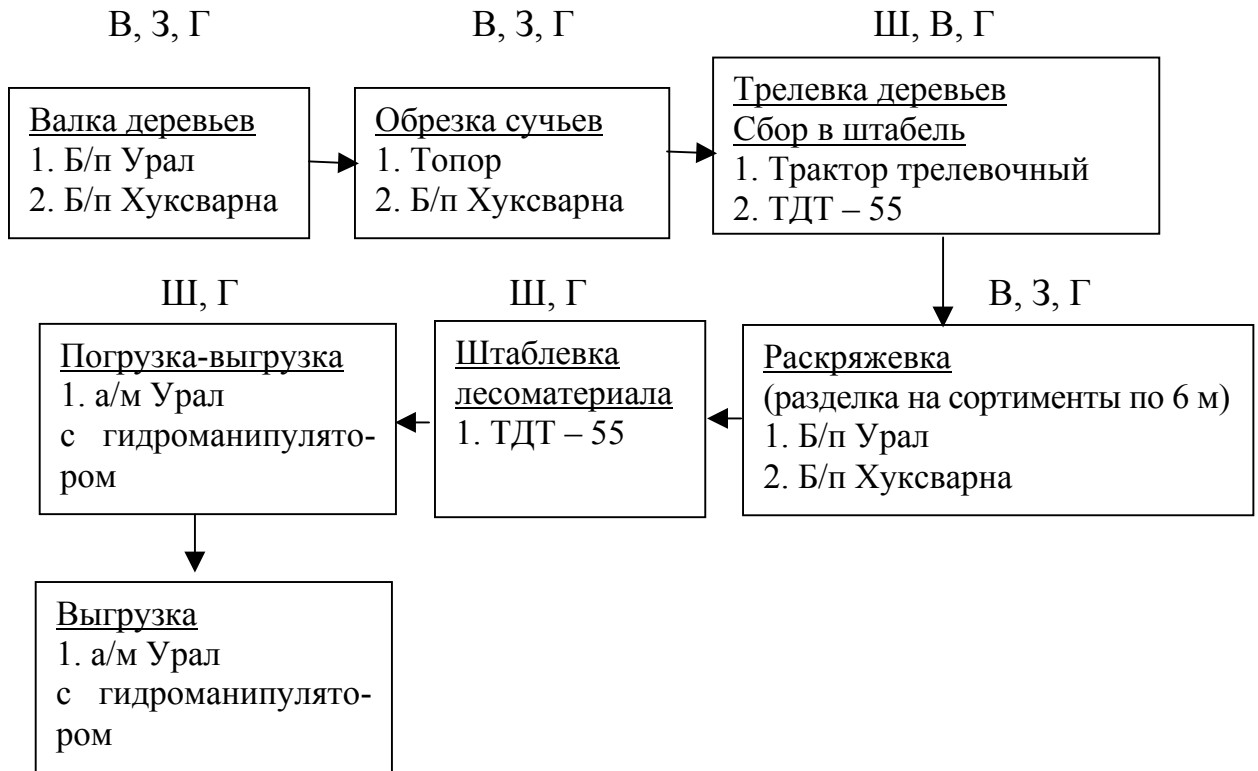 В, З, Г
Валка деревьев
1. Б/п Урал
2. Б/п Хуксварна
В, З, Г
Обрезка сучьев
1. Топор
2. Б/п Хуксварна
Ш, В, Г
Трелевка деревьев
Сбор в штабель
1. Трактор трелевочный
2. ТДТ – 55
В, З, Г
Раскряжевка
(разделка на сортименты по 6 м)
1. Б/п Урал
2. Б/п Хуксварна
Ш, Г
Штаблевка
лесоматериала
1. ТДТ – 55
Ш, Г
Погрузка-выгрузка
1. а/м Урал
с гидроманипулято-
ром
Выгрузка
1. а/м Урал
с гидроманипулято-
ром